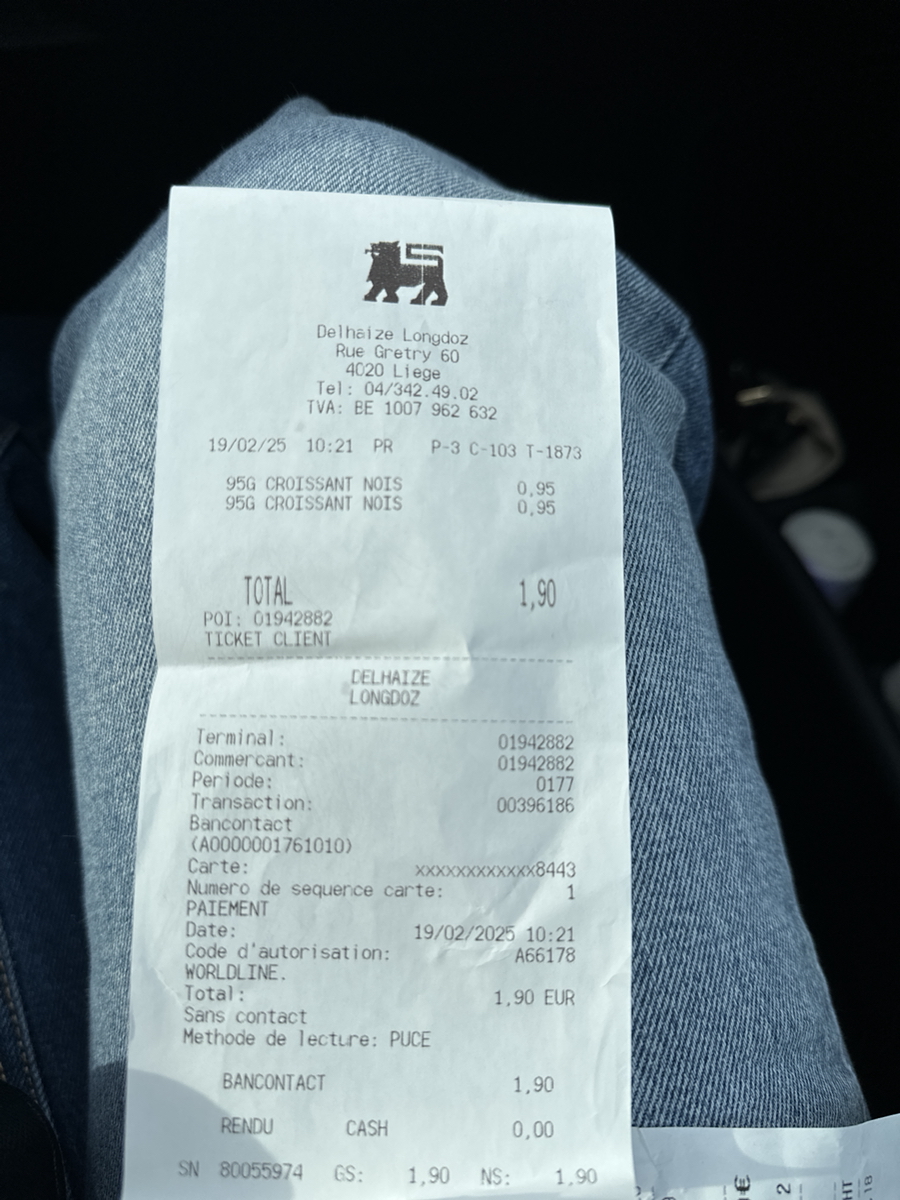 Delhaize Longdoz
Rue Gretry 60
4020 Liege
Tel: 04/342.49.02
TVA: BE 1007 962 632
19/02/25 10:21 PR P-3 C-103 T-1873
95G CROISSANT NOIS 0,95
95G CROISSANT NOIS 0,95
TOTAL 1,90
POI: 01942882
TICKET CLIENT
DELHAIZE
LONGDOZ
Terminal: 01942882
Commercant: 01942882
Periode: 0177
Transaction: 00396186
Bancontact
(A0000001761010)
Carte: xxxxxxxxxxxxx8443
Numero de sequence carte: 1
PAIEMENT
Date: 19/02/2025 10:21
Code d'autorisation: A66178
WORLDLINE.
Total: 1,90 EUR
Sans contact
Methode de lecture: PUCE
BANCONTACT 1,90
RENDU CASH 0,00
SN 80055974 GS: 1,90 NS: 1,90